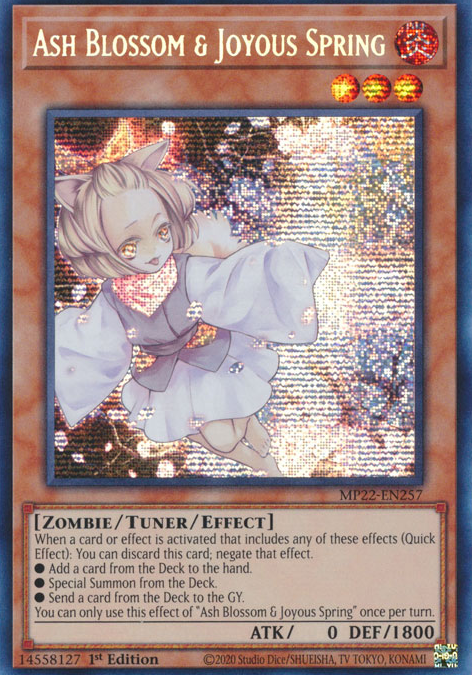 ASH BLOSSOM & JOYOUS SPRING
炎
MP22-EN257
[ZOMBIE/TUNER/EFFECT]
When a card or effect is activated that includes any of these effects (Quick
Effect): You can discard this card; negate that effect.
● Add a card from the Deck to the hand.
● Special Summon from the Deck.
● Send a card from the Deck to the GY.
You can only use this effect of "Ash Blossom & Joyous Spring" once per turn.
ATK/ 0 DEF/1800
14558127 1st Edition ©2020 Studio Dice/SHUEISHA, TV TOKYO, KONAMI